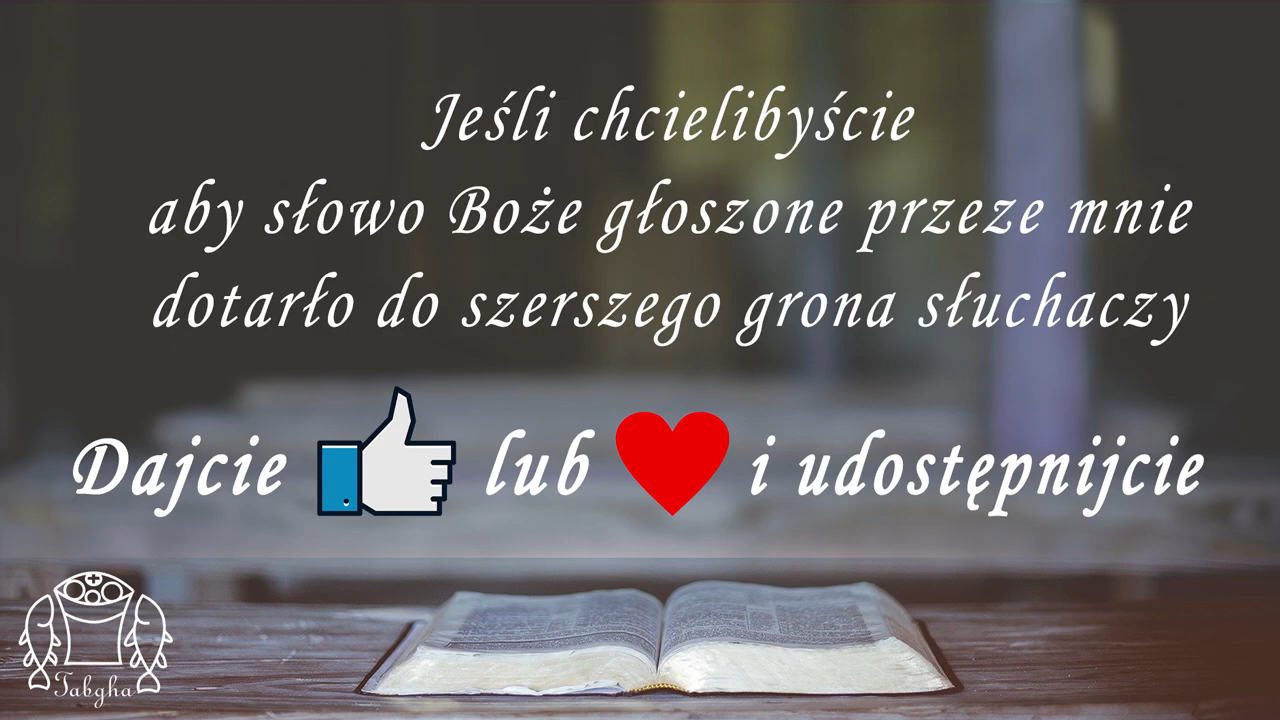 Jeśli chcielibyście
aby słowo Boże głoszone przeze mnie
dotarło do szerszego grona słuchaczy
Dajcie lub i udostępnijcie
Tabgha